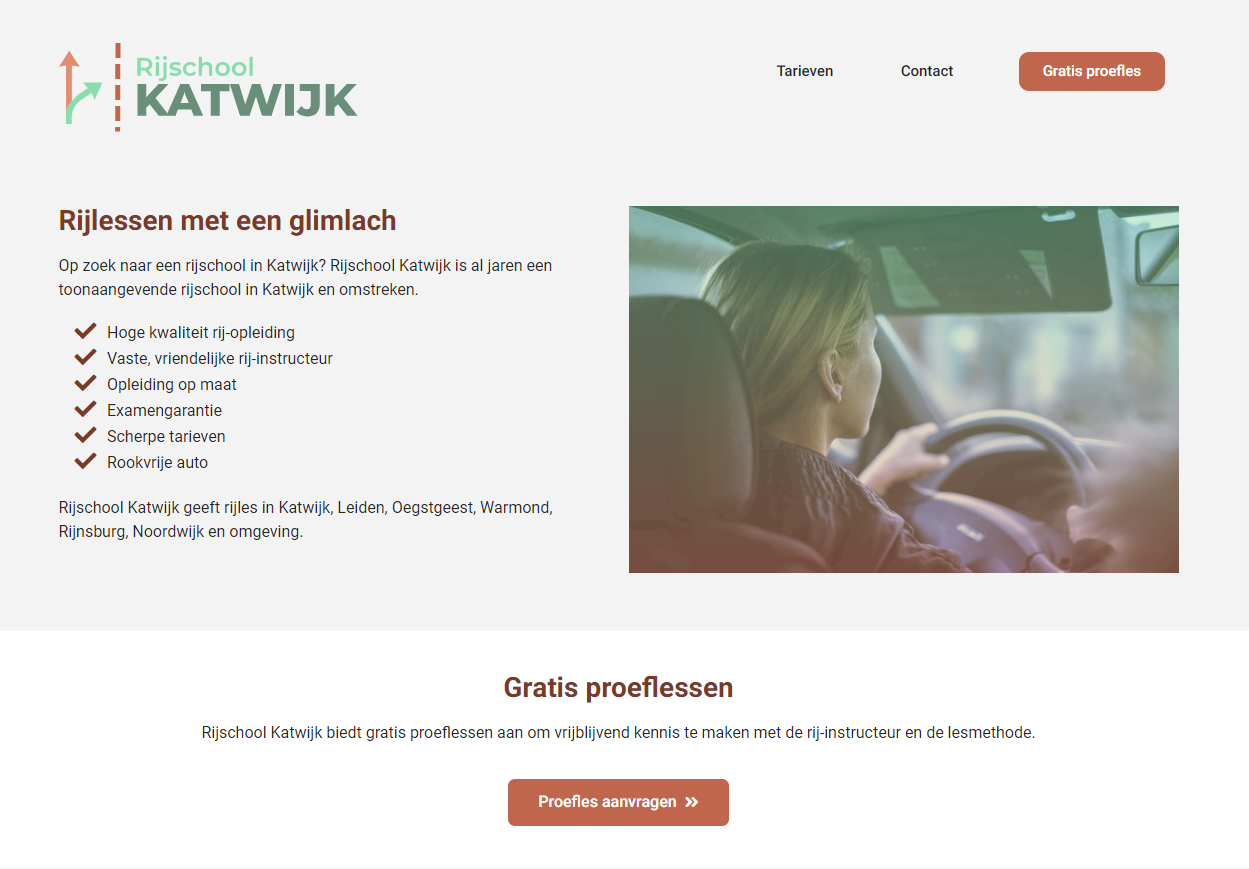 Rijschool
KATWIJK
Tarieven
Contact
Gratis proefles
Rijlessen met een glimlach
Op zoek naar een rijschool in Katwijk? Rijschool Katwijk is al jaren een
toonaangevende rijschool in Katwijk en omstreken.
Hoge kwaliteit rij-opleiding
Vaste, vriendelijke rij-instructeur
Opleiding op maat
Examengarantie
Scherpe tarieven
Rookvrije auto
Rijschool Katwijk geeft rijles in Katwijk, Leiden, Oegstgeest, Warmond,
Rijnsburg, Noordwijk en omgeving.
Gratis proeflessen
Rijschool Katwijk biedt gratis proeflessen aan om vrijblijvend kennis te maken met de rij-instructeur en de lesmethode.
Proefles aanvragen